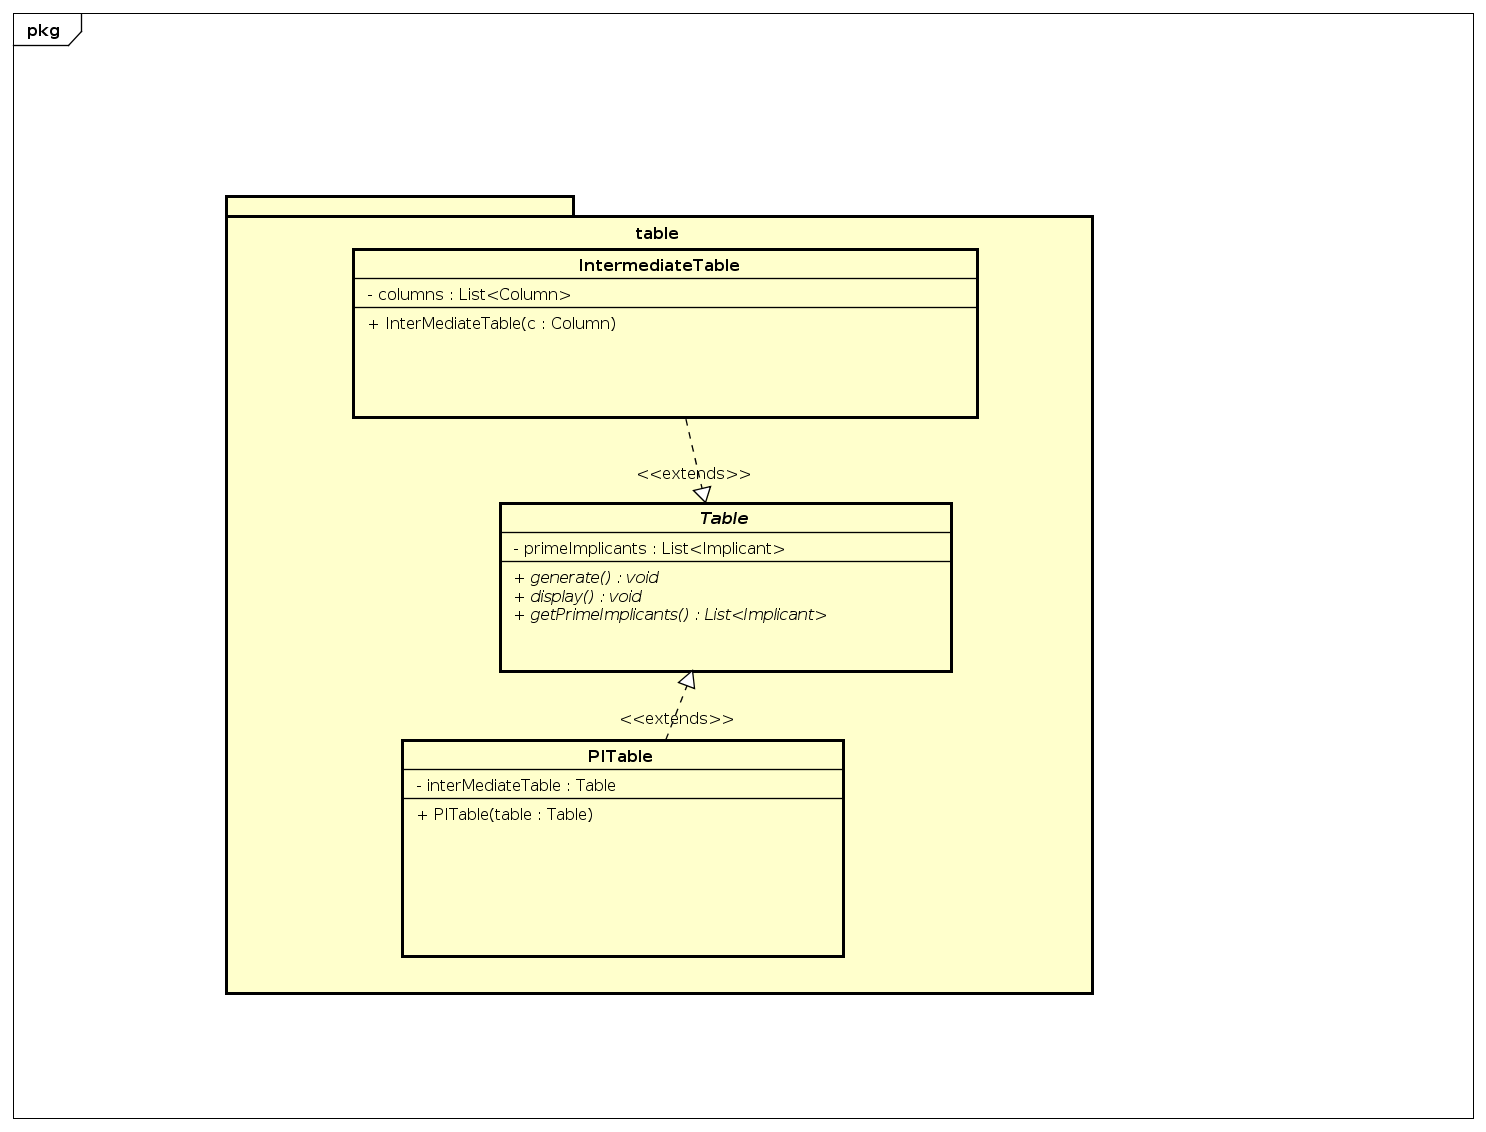 pkg
table
IntermediateTable
- columns : List<Column>
+ InterMediateTable(c : Column)
<<extends>>
Table
- primeImplicants : List<Implicant>
+ generate() : void
+ display() : void
+ getPrimeImplicants() : List<Implicant>
<<extends>>
PITable
- interMediateTable : Table
+ PITable(table : Table)